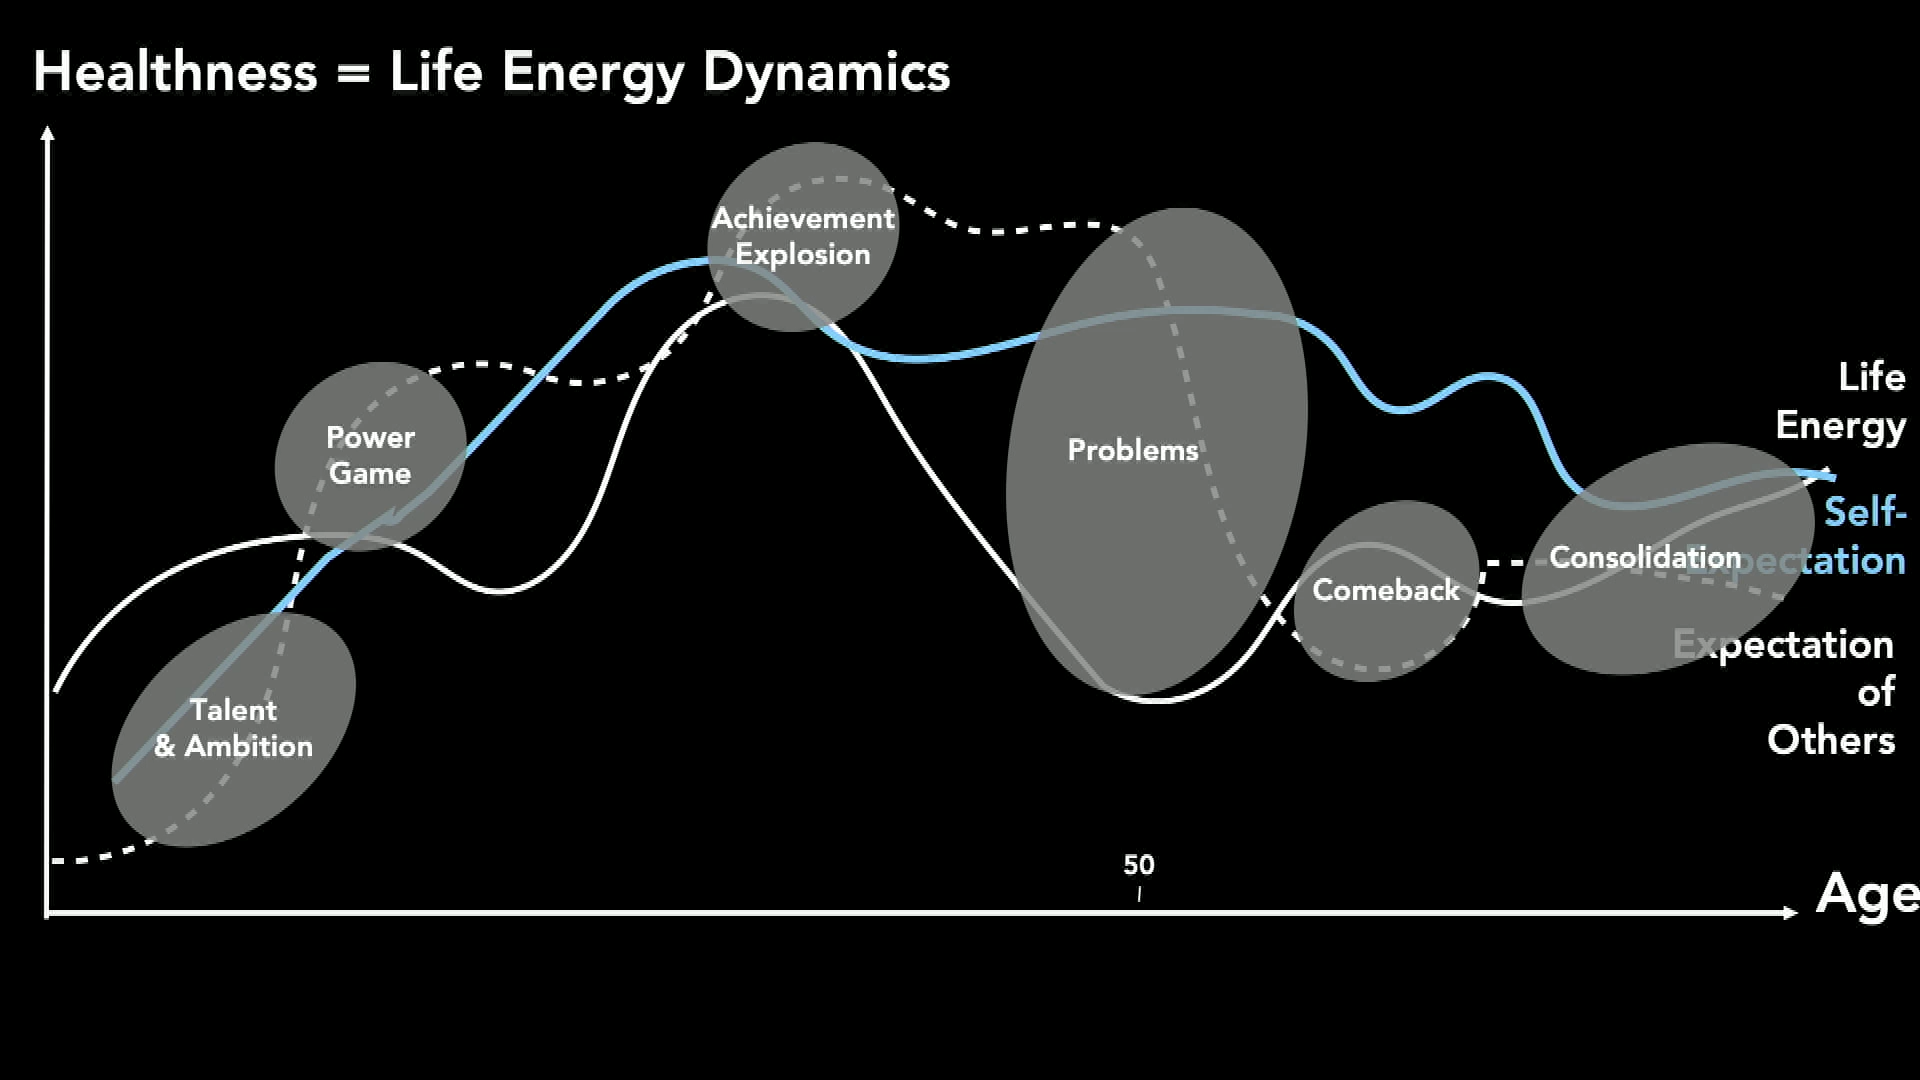 Healthness = Life Energy Dynamics
Achievement
Explosion
Power
Game
Problems
Life
Energy
Self-
Expectation
Consolidation
Comeback
Expectation
of
Others
Talent
& Ambition
50
Age